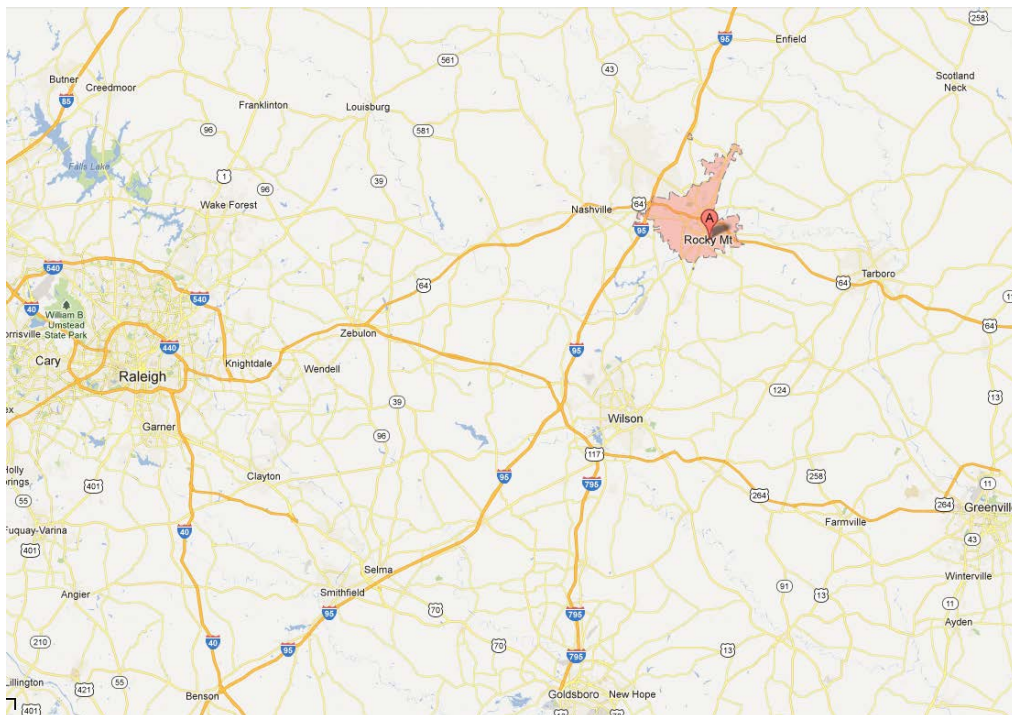 258
95
Enfield
561
43
Butner
Creedmoor
Scotland
Neck
85
Franklinton
Louisburg
96
581
Falls Lake
1
39
96
Wake Forest
64
Nashville
A
95
Rocky Mt
540
Tarboro
64
64
540
40
William B
Umstead
State Park
11
64
Zebulon
440
95
Cary
Knightdale
Raleigh
Wendell
124
13
39
Wilson
Garner
96
117
Holly
Springs
Clayton
95
795
258
401
11
55
264
264
Greenville
Fuquay-Varina
40
Farmville
401
43
Selma
Winterville
Smithfield
91
Angier
13
70
11
95
795
Ayden
210
40
95
70
13
795
Lillington
55
421
Benson
Goldsboro
New Hope
401
13
70